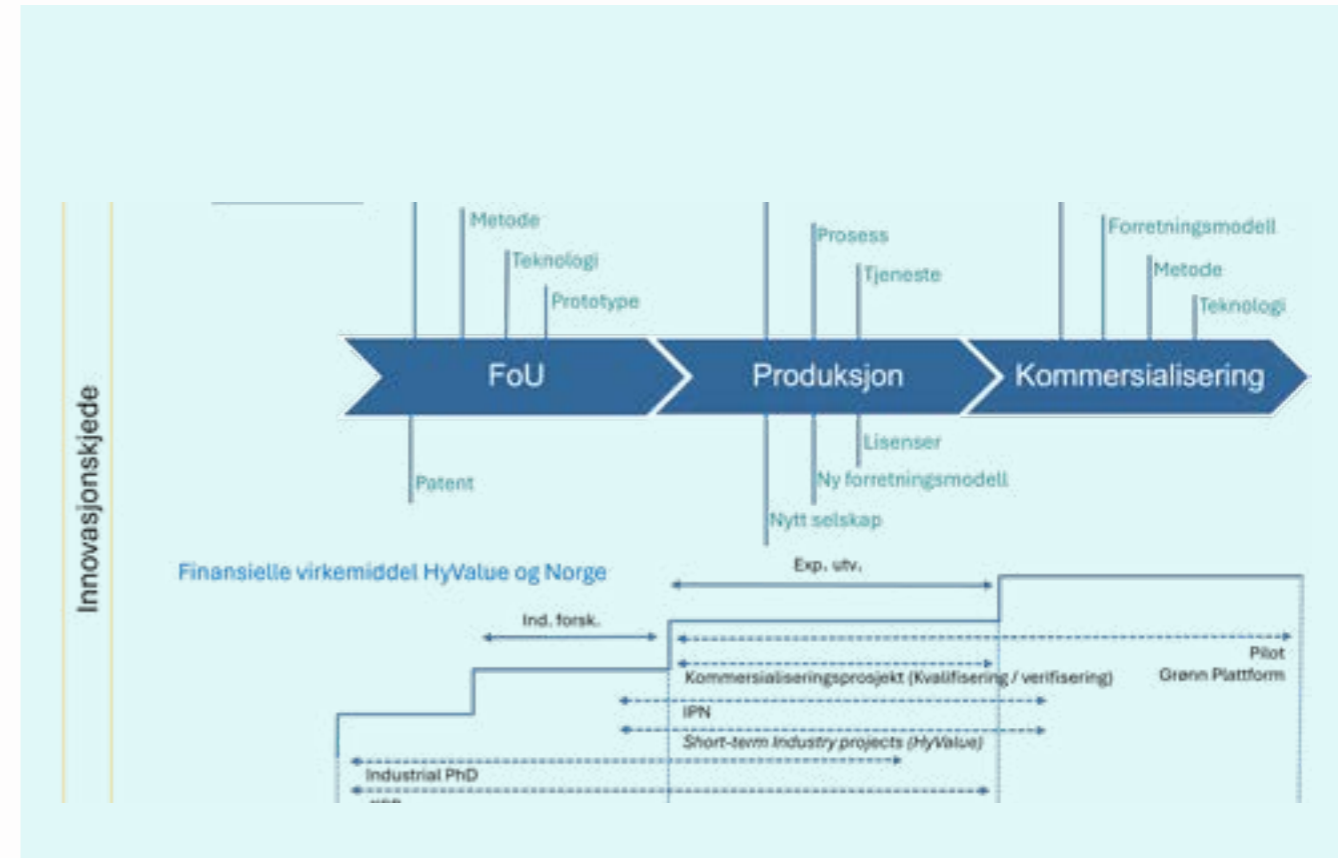 Innovasjonskjede
Metode
Teknologi
Prototype
Prosess
Tjeneste
Forretningsmodell
Metode
Teknologi
FoU
Produksjon
Kommersialisering
Patent
Lisenser
Ny forretningsmodell
Nytt selskap
Finansielle virkemiddel HyValue og Norge
Exp. utv.
Ind. forsk.
Pilot
Grønn Plattform
Kommersialiseringsprosjekt (Kvalifisering / verifisering)
IPN
Short-term Industry projects (HyValue)
Industrial PhD